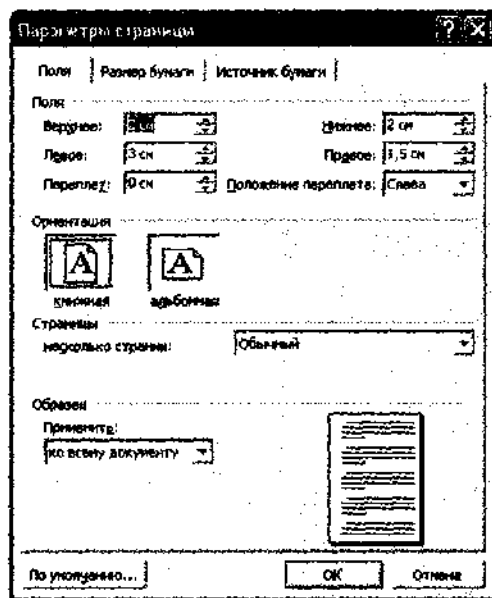 Параметры страницы
Поля Размер бумаги Источник бумаги
Поля
Верхнее: Нижнее: 2 см
Левое: 3 см Правое: 1,5 см
Переплет: 0 см Положение переплета: Слева
Ориентация
A A
книжная альбомная
Страницы
несколько страниц: Обычный
Образец
Применить:
ко всему документу
По умолчанию... ОК Отмена